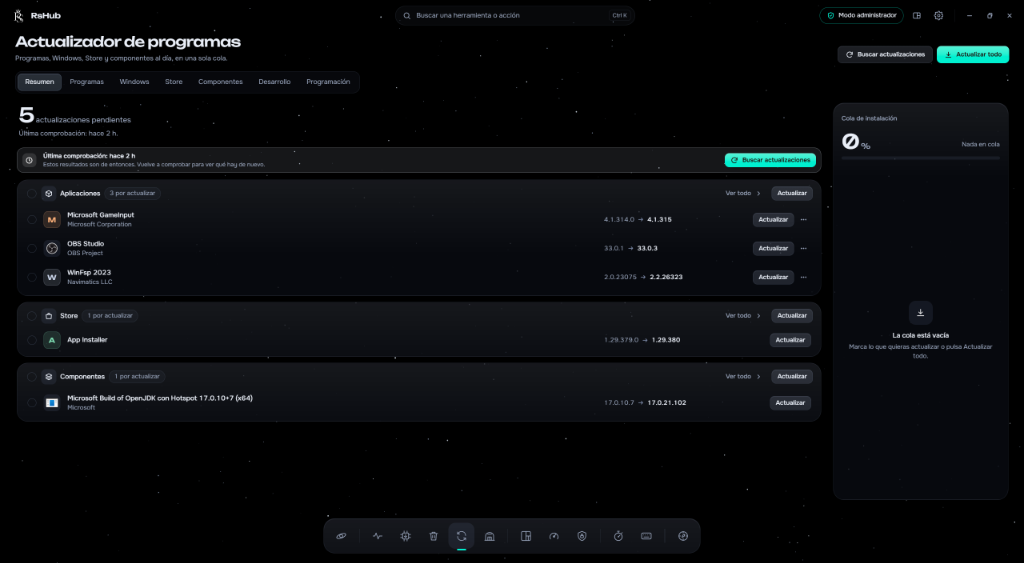 RsHub
Buscar una herramienta o acción
Ctrl K
Modo administrador
Actualizador de programas
Programas, Windows, Store y componentes al día, en una sola cola.
Buscar actualizaciones
Actualizar todo
Resumen
Programas
Windows
Store
Componentes
Desarrollo
Programación
5 actualizaciones pendientes
Última comprobación: hace 2 h.
Última comprobación: hace 2 h
Estos resultados son de entonces. Vuelve a comprobar para ver qué hay de nuevo.
Buscar actualizaciones
Aplicaciones
3 por actualizar
Ver todo
Actualizar
M
Microsoft GameInput
Microsoft Corporation
4.1.314.0 → 4.1.315
Actualizar
OBS Studio
OBS Project
33.0.1 → 33.0.3
Actualizar
W
WinFsp 2023
Navimatics LLC
2.0.23075 → 2.2.26323
Actualizar
Store
1 por actualizar
Ver todo
Actualizar
A
App Installer
1.29.379.0 → 1.29.380
Actualizar
Componentes
1 por actualizar
Ver todo
Actualizar
Microsoft Build of OpenJDK con Hotspot 17.0.10+7 (x64)
Microsoft
17.0.10.7 → 17.0.21.102
Actualizar
Cola de instalación
0 %
Nada en cola
La cola está vacía
Marca lo que quieras actualizar o pulsa Actualizar
todo.